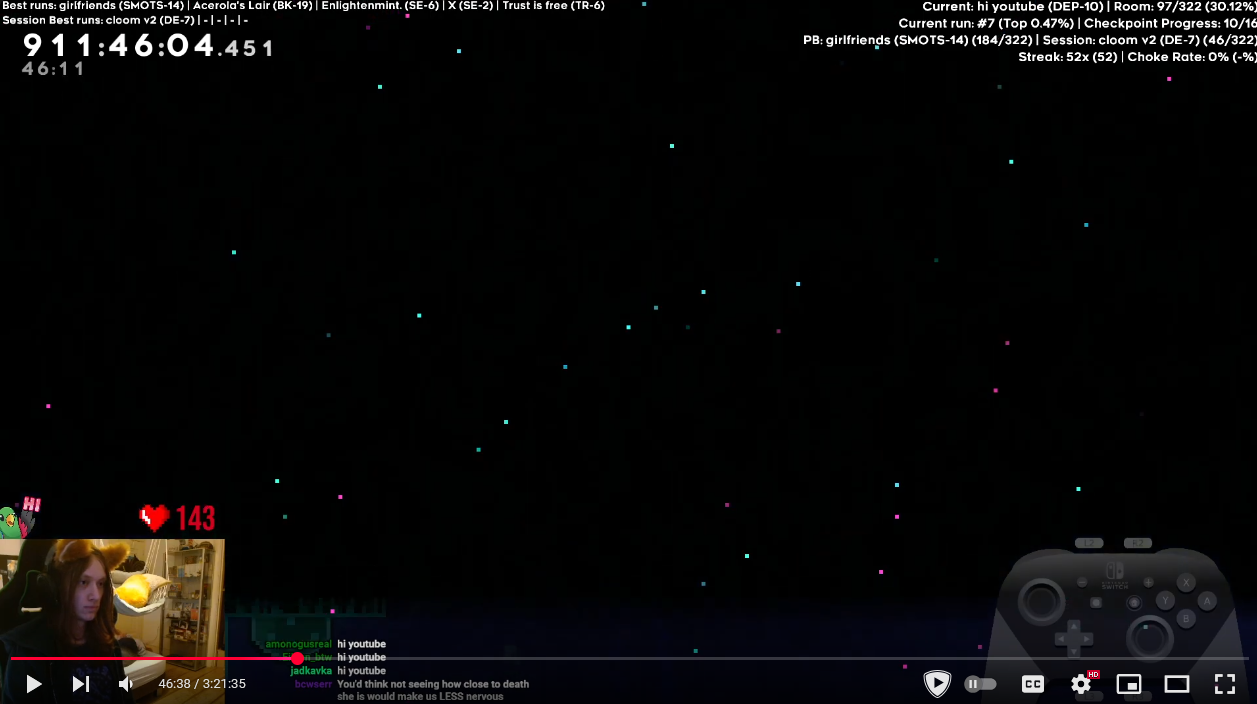 Best runs: girlfriends (SMOTS-14) | Acerola's Lair (BK-19) | Enlightenmint. (SE-6) | X (SE-2) | Trust is free (TR-6)
Session Best runs: cloom v2 (DE-7) | - | - | - | -
911:46:04.451
46:11
Current: hi youtube (DEP-10) | Room: 97/322 (30.12%)
Current run: #7 (Top 0.47%) | Checkpoint Progress: 10/16
PB: girlfriends (SMOTS-14) (184/322) | Session: cloom v2 (DE-7) (46/322)
Streak: 52x (52) | Choke Rate: 0% (-%)
HI
143
L2 R2
SWITCH
X
Y A
B
amonogusreal hi youtube
hi youtube
jadkavka hi youtube
bcwserr You'd think not seeing how close to death
she is would make us LESS nervous
46:38 / 3:21:35
CC
HD